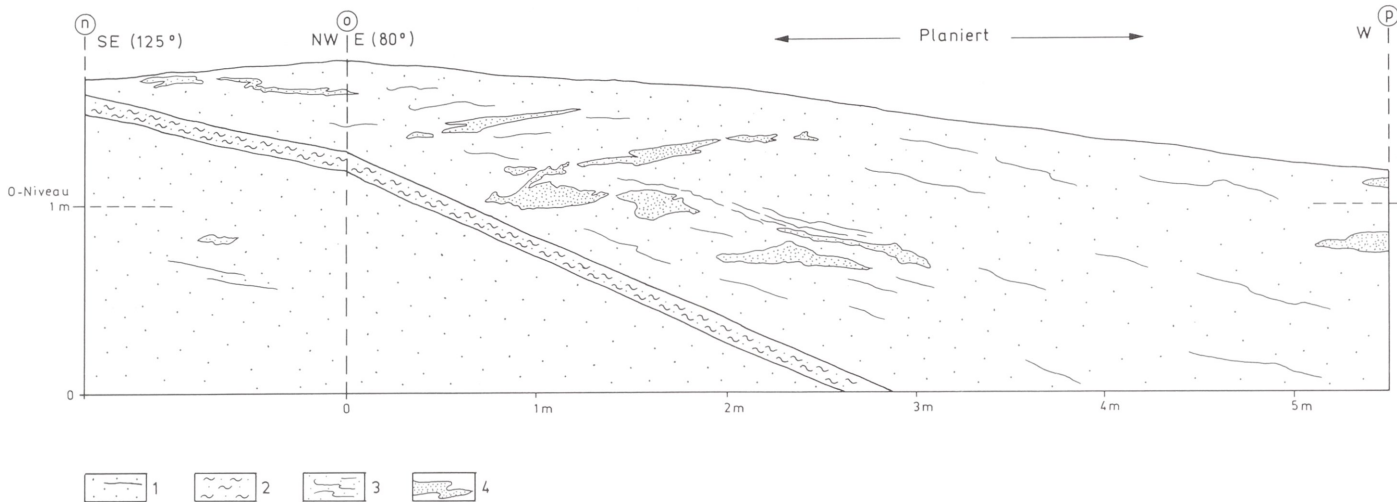 n o p
SE (125°) NW E (80°) Planiert W
0-Niveau
1 m
0
0 1m 2m 3m 4m 5m
1 2 3 4